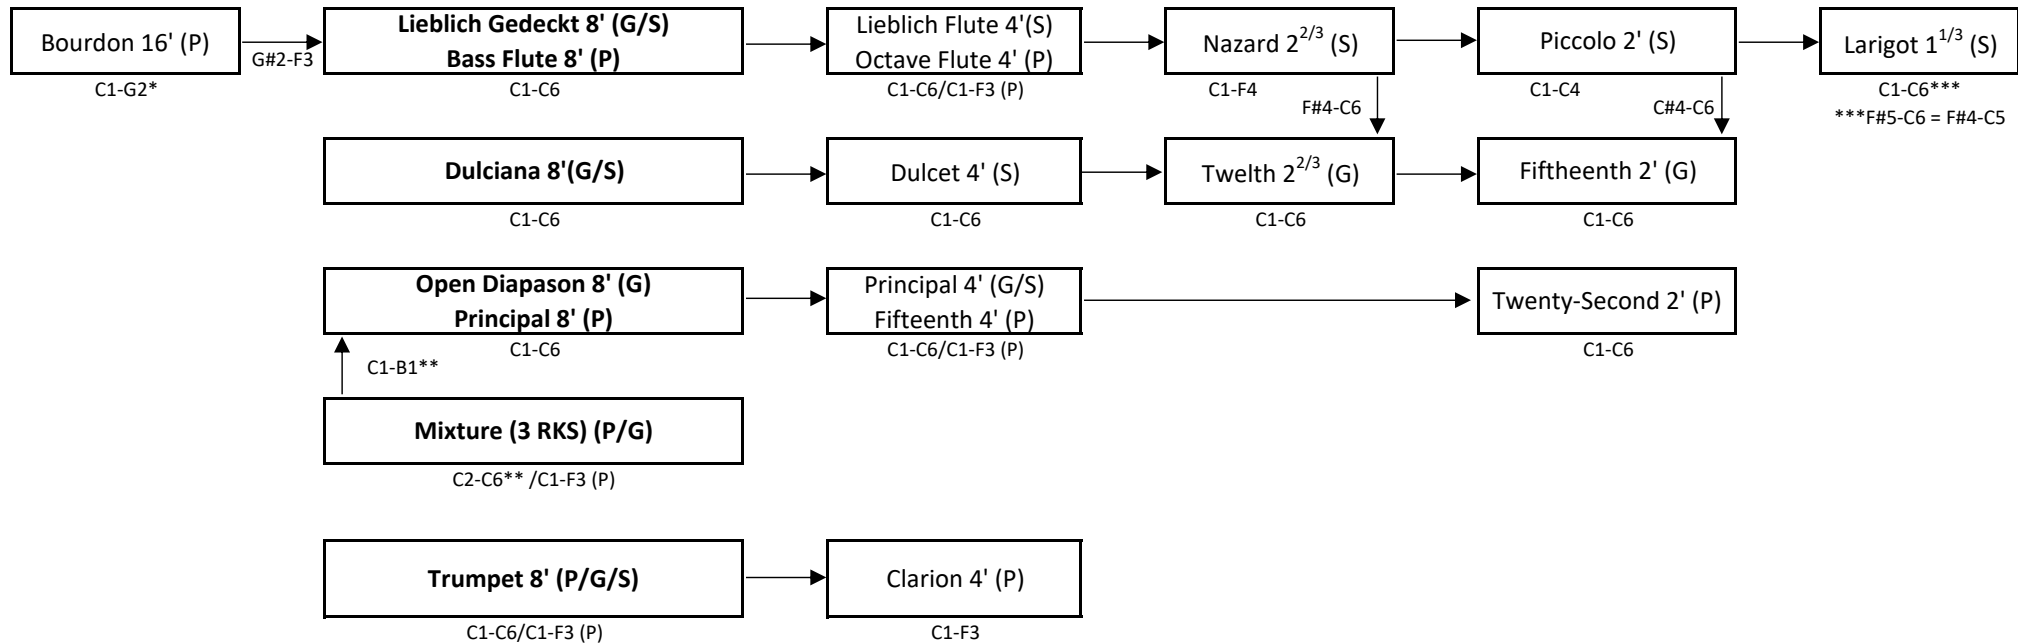 Bourdon 16' (P)
G#2-F3
C1-G2*
Lieblich Gedeckt 8' (G/S)
Bass Flute 8' (P)
C1-C6
Lieblich Flute 4'(S)
Octave Flute 4' (P)
C1-C6/C1-F3 (P)
Nazard 2 2/3 (S)
C1-F4
F#4-C6
Piccolo 2' (S)
C1-C4
C#4-C6
Larigot 1 1/3 (S)
C1-C6***
***F#5-C6 = F#4-C5
Dulciana 8'(G/S)
C1-C6
Dulcet 4' (S)
C1-C6
Twelth 2 2/3 (G)
C1-C6
Fiftheenth 2' (G)
C1-C6
Open Diapason 8' (G)
Principal 8' (P)
C1-C6
Principal 4' (G/S)
Fifteenth 4' (P)
C1-C6/C1-F3 (P)
Twenty-Second 2' (P)
C1-C6
C1-B1**
Mixture (3 RKS) (P/G)
C2-C6** /C1-F3 (P)
Trumpet 8' (P/G/S)
C1-C6/C1-F3 (P)
Clarion 4' (P)
C1-F3